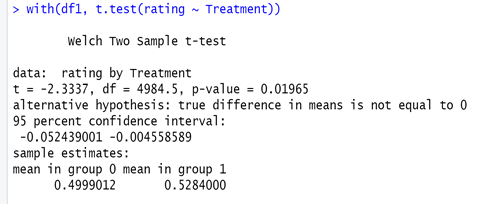 > with(df1, t.test(rating ~ Treatment))
Welch Two Sample t-test
data:  rating by Treatment
t = -2.3337, df = 4984.5, p-value = 0.01965
alternative hypothesis: true difference in means is not equal to 0
95 percent confidence interval:
-0.052439001 -0.004558589
sample estimates:
mean in group 0 mean in group 1
0.4999012       0.5284000